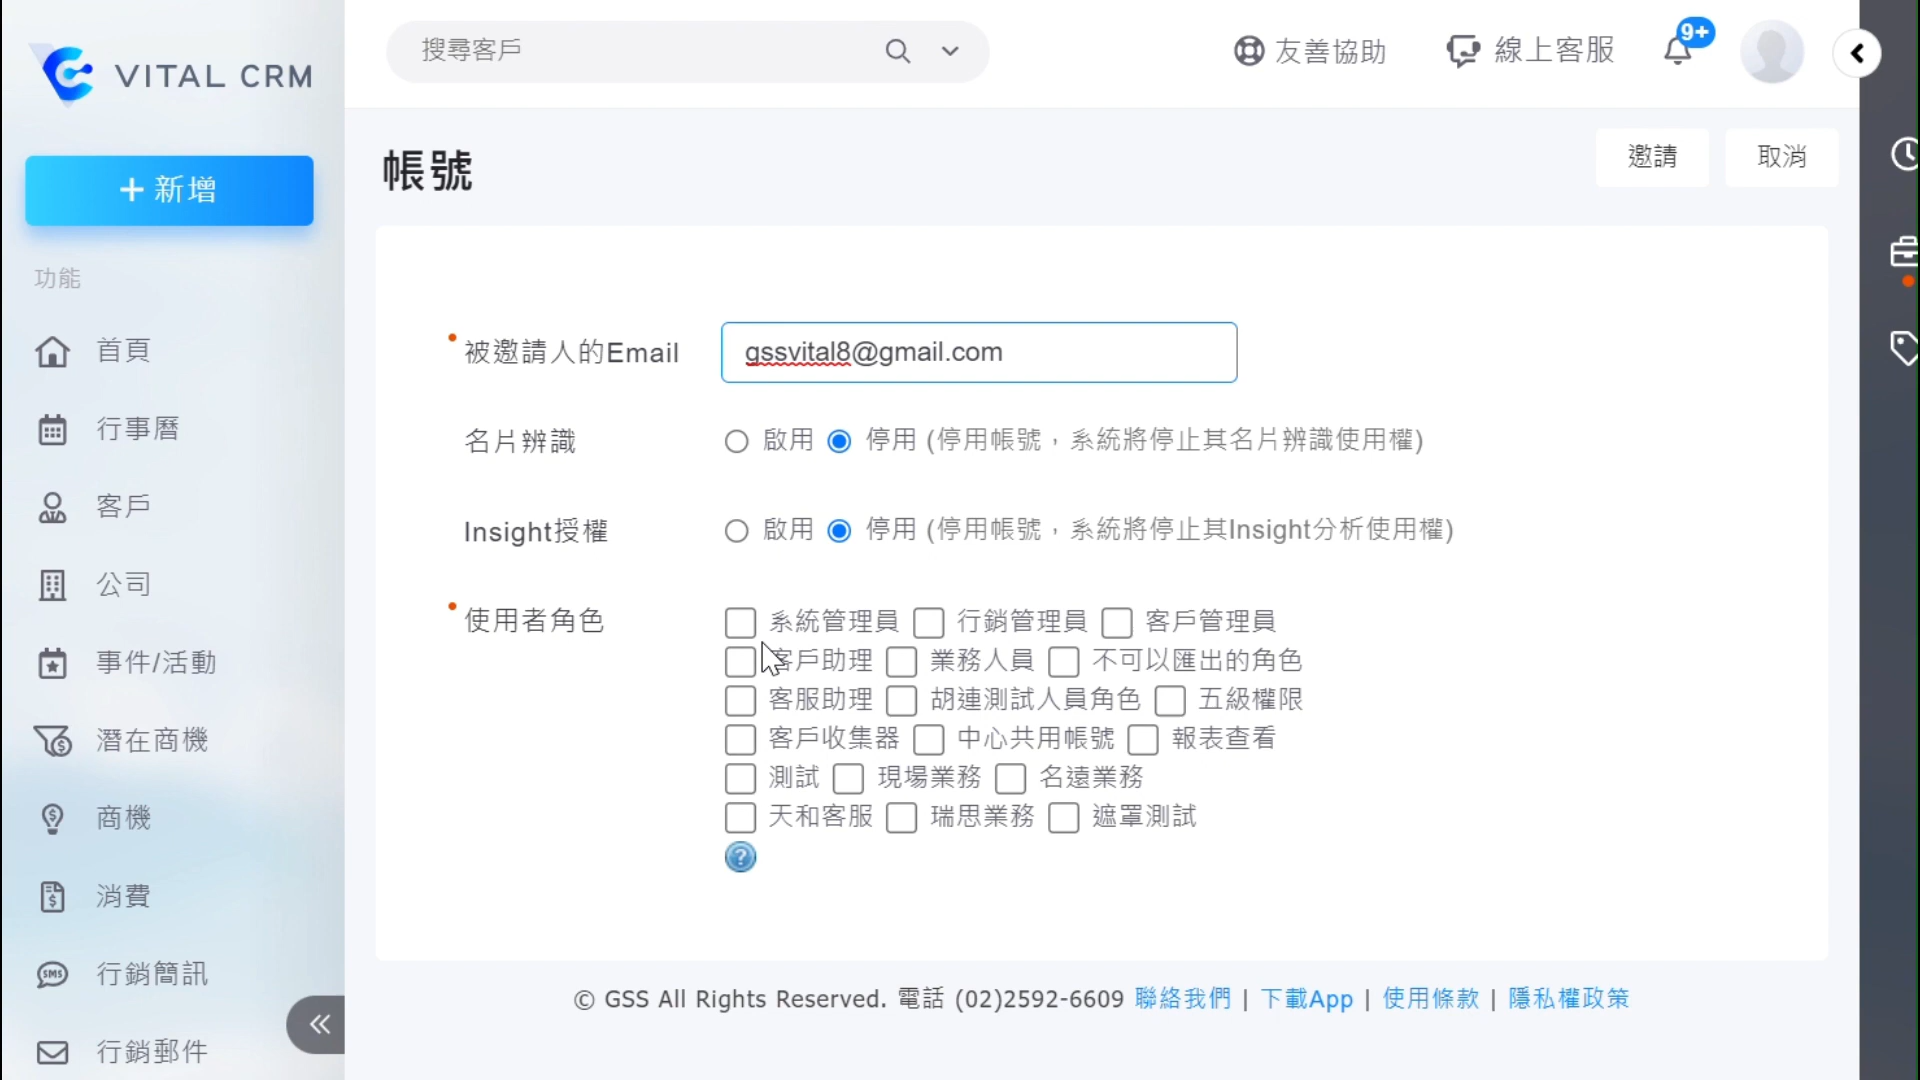 VITAL CRM
搜尋客戶
友善協助
線上客服
9+
+ 新增
帳號
邀請
取消
功能
首頁
行事曆
客戶
公司
事件/活動
潛在商機
商機
消費
SMS
行銷簡訊
行銷郵件
被邀請人的Email
gssvital8@gmail.com
名片辨識
啟用 停用 (停用帳號，系統將停止其名片辨識使用權)
Insight授權
啟用 停用 (停用帳號，系統將停止其Insight分析使用權)
使用者角色
系統管理員 行銷管理員 客戶管理員
客戶助理 業務人員 不可以匯出的角色
客服助理 胡連測試人員角色 五級權限
客戶收集器 中心共用帳號 報表查看
測試 現場業務 名遠業務
天和客服 瑞思業務 遮罩測試
?
© GSS All Rights Reserved. 電話 (02)2592-6609 聯絡我們 | 下載App | 使用條款 | 隱私權政策